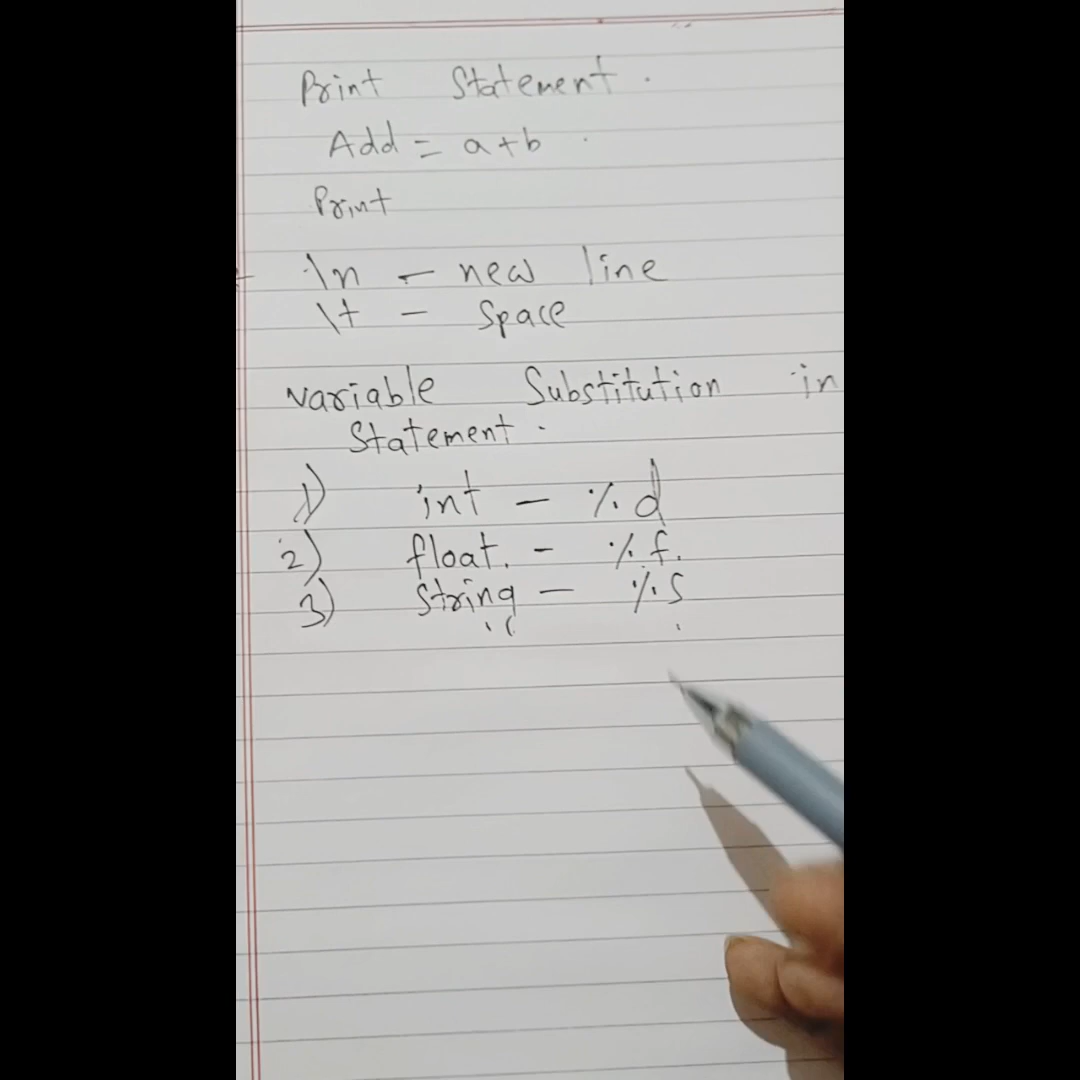 Print Statement.
Add = a+b
Print
\n - new line
\t - Space
variable Substitution in
Statement.
1) int - %d
2) float. - %f.
3) string - %s